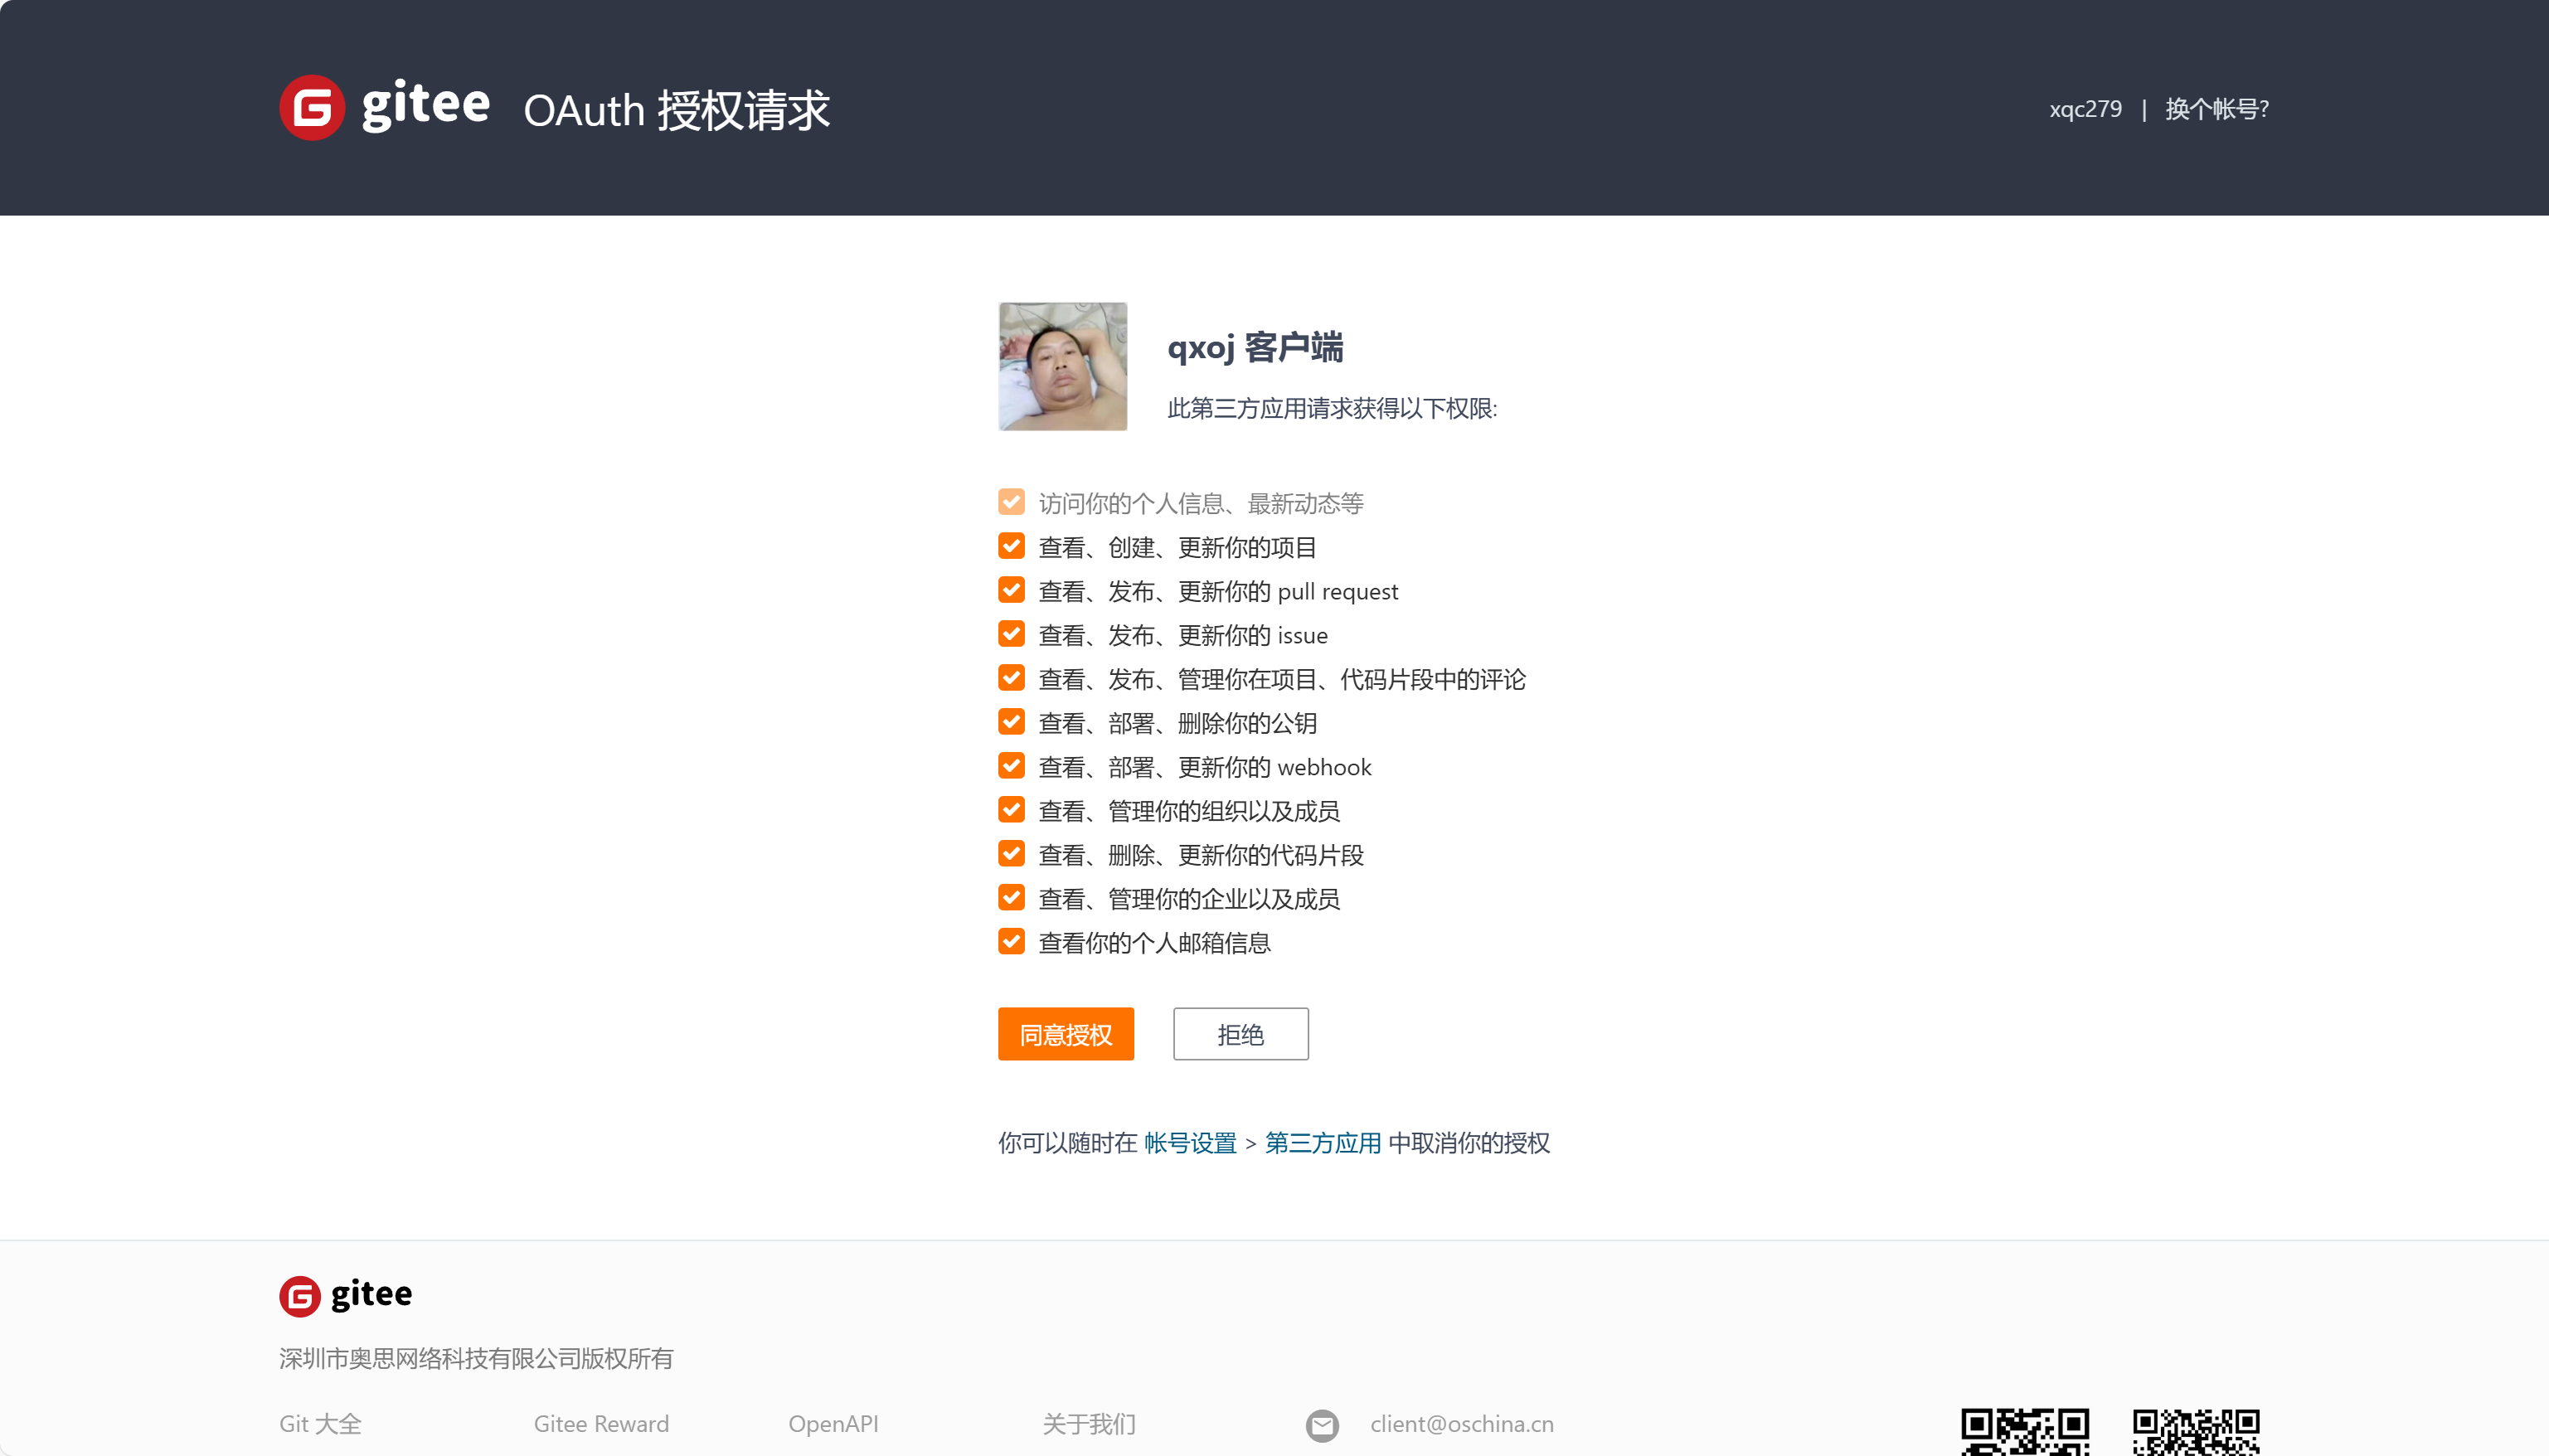 gitee OAuth 授权请求
xqc279 | 换个帐号?
qxoj 客户端
此第三方应用请求获得以下权限:
访问你的个人信息、最新动态等
查看、创建、更新你的项目
查看、发布、更新你的 pull request
查看、发布、更新你的 issue
查看、发布、管理你在项目、代码片段中的评论
查看、部署、删除你的公钥
查看、部署、更新你的 webhook
查看、管理你的组织以及成员
查看、删除、更新你的代码片段
查看、管理你的企业以及成员
查看你的个人邮箱信息
同意授权 拒绝
你可以随时在 帐号设置 > 第三方应用 中取消你的授权
gitee
深圳市奥思网络科技有限公司版权所有
Git 大全 Gitee Reward OpenAPI 关于我们 client@oschina.cn